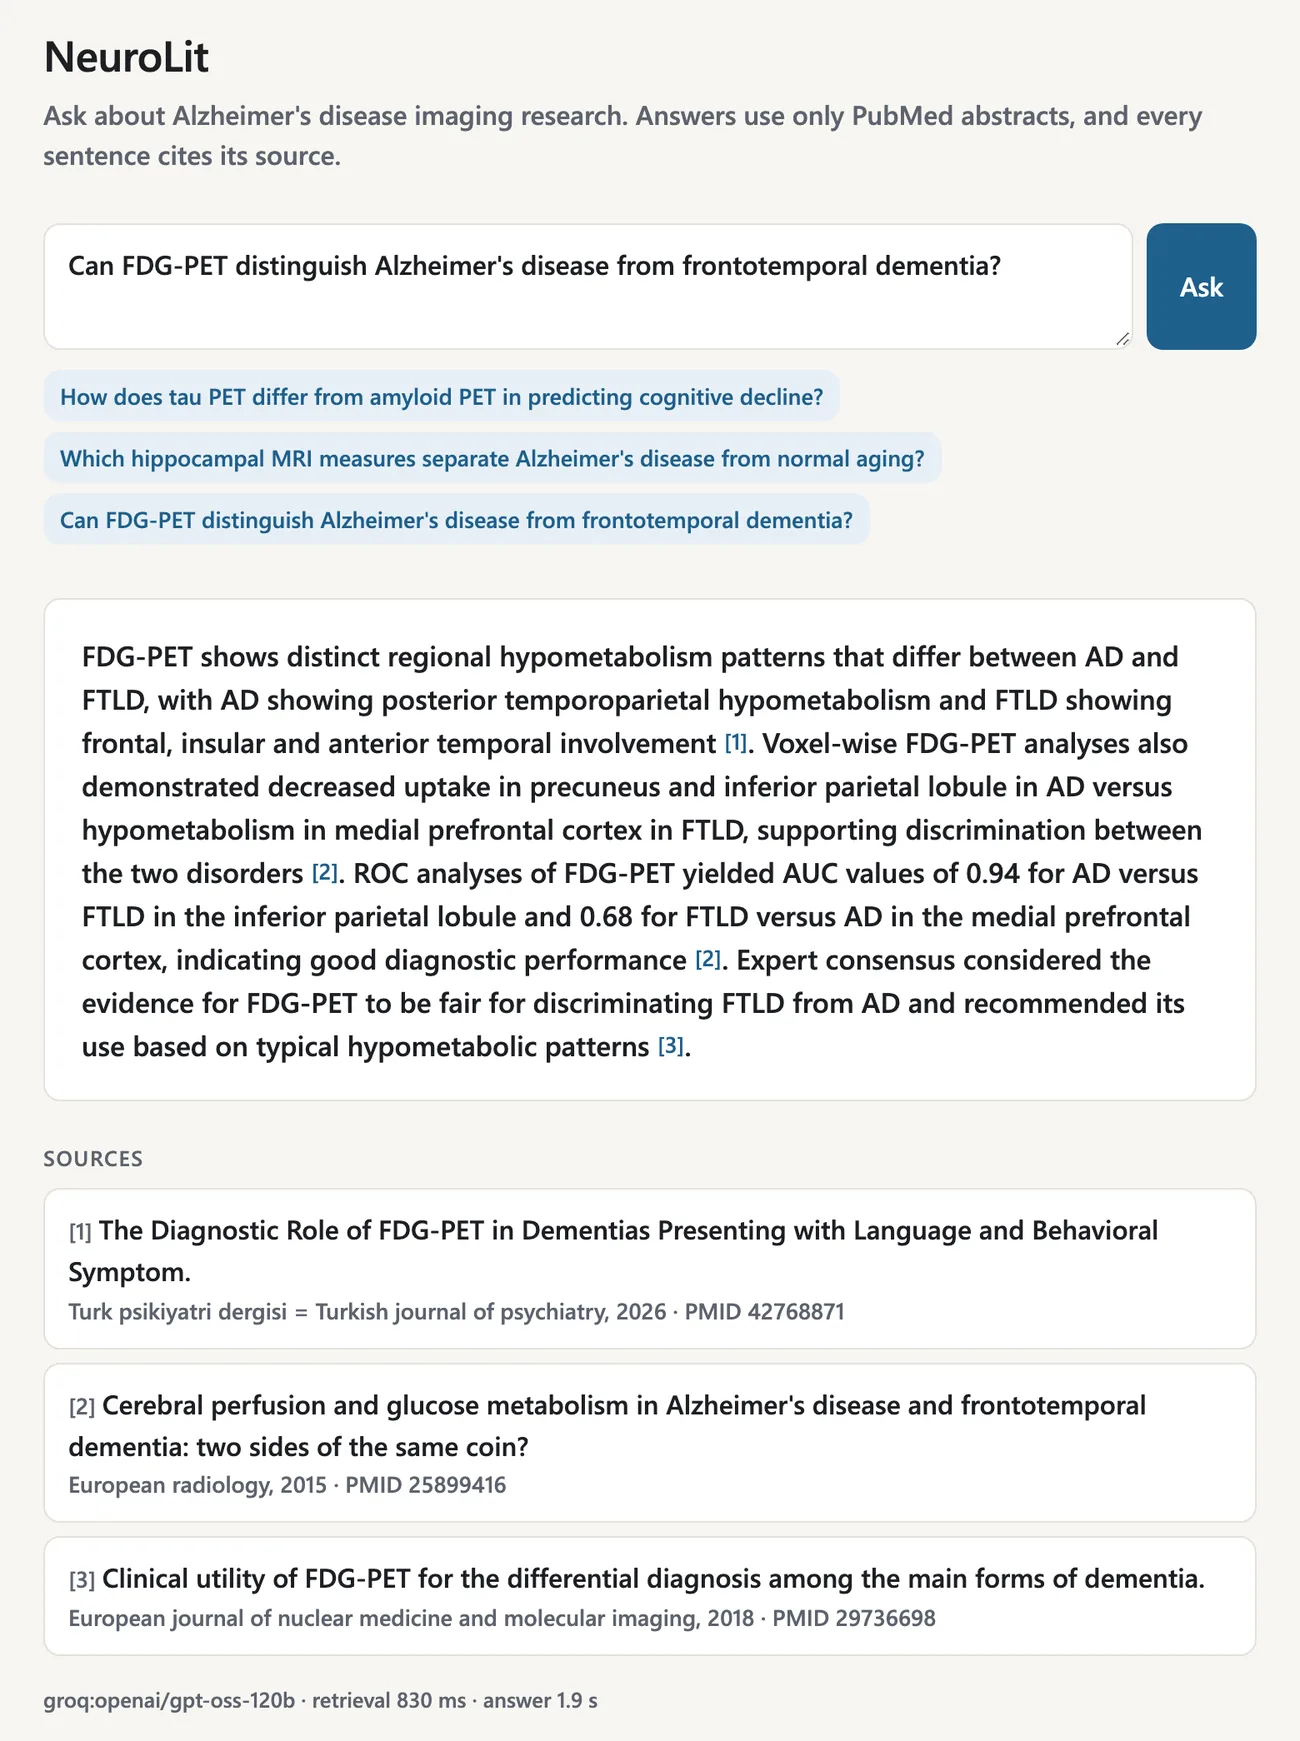 NeuroLit
Ask about Alzheimer's disease imaging research. Answers use only PubMed abstracts, and every
sentence cites its source.
Can FDG-PET distinguish Alzheimer's disease from frontotemporal dementia?
Ask
How does tau PET differ from amyloid PET in predicting cognitive decline?
Which hippocampal MRI measures separate Alzheimer's disease from normal aging?
Can FDG-PET distinguish Alzheimer's disease from frontotemporal dementia?
FDG-PET shows distinct regional hypometabolism patterns that differ between AD and
FTLD, with AD showing posterior temporoparietal hypometabolism and FTLD showing
frontal, insular and anterior temporal involvement [1]. Voxel-wise FDG-PET analyses also
demonstrated decreased uptake in precuneus and inferior parietal lobule in AD versus
hypometabolism in medial prefrontal cortex in FTLD, supporting discrimination between
the two disorders [2]. ROC analyses of FDG-PET yielded AUC values of 0.94 for AD versus
FTLD in the inferior parietal lobule and 0.68 for FTLD versus AD in the medial prefrontal
cortex, indicating good diagnostic performance [2]. Expert consensus considered the
evidence for FDG-PET to be fair for discriminating FTLD from AD and recommended its
use based on typical hypometabolic patterns [3].
SOURCES
[1] The Diagnostic Role of FDG-PET in Dementias Presenting with Language and Behavioral
Symptom.
Turk psikiyatri dergisi = Turkish journal of psychiatry, 2026 · PMID 42768871
[2] Cerebral perfusion and glucose metabolism in Alzheimer's disease and frontotemporal
dementia: two sides of the same coin?
European radiology, 2015 · PMID 25899416
[3] Clinical utility of FDG-PET for the differential diagnosis among the main forms of dementia.
European journal of nuclear medicine and molecular imaging, 2018 · PMID 29736698
groq:openai/gpt-oss-120b · retrieval 830 ms · answer 1.9 s